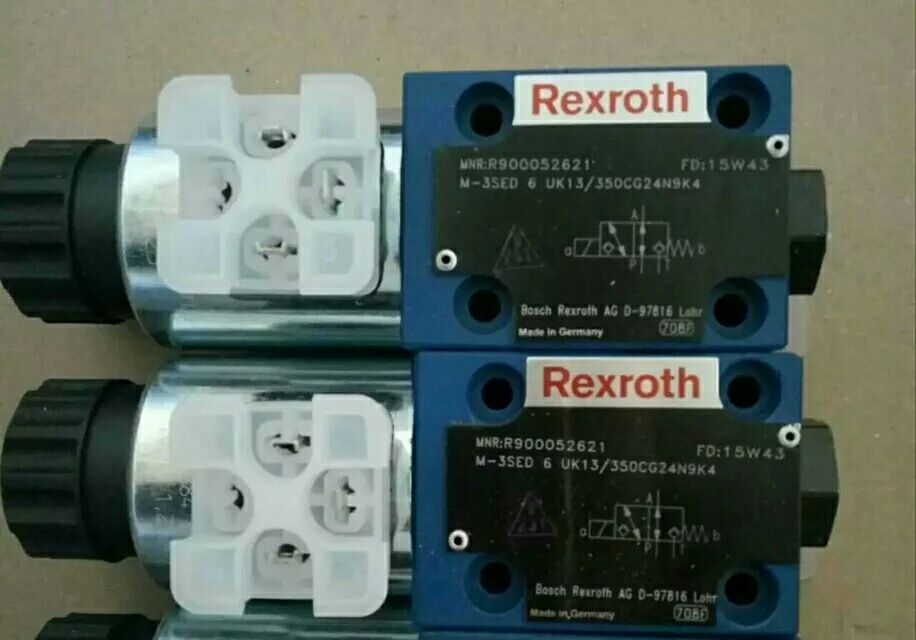 Rexroth
MNR:R900052621
FD:15W43
M-3SED 6 UK13/350CG24N9K4
A
a
b
P
Bosch Rexroth AG D-97816 Lohr
Made in Germany
708F
Rexroth
MNR:R900052621
FD:15W43
M-3SED 6 UK13/350CG24N9K4
A
a
b
P
Bosch Rexroth AG D-97816 Lohr
Made in Germany
708F